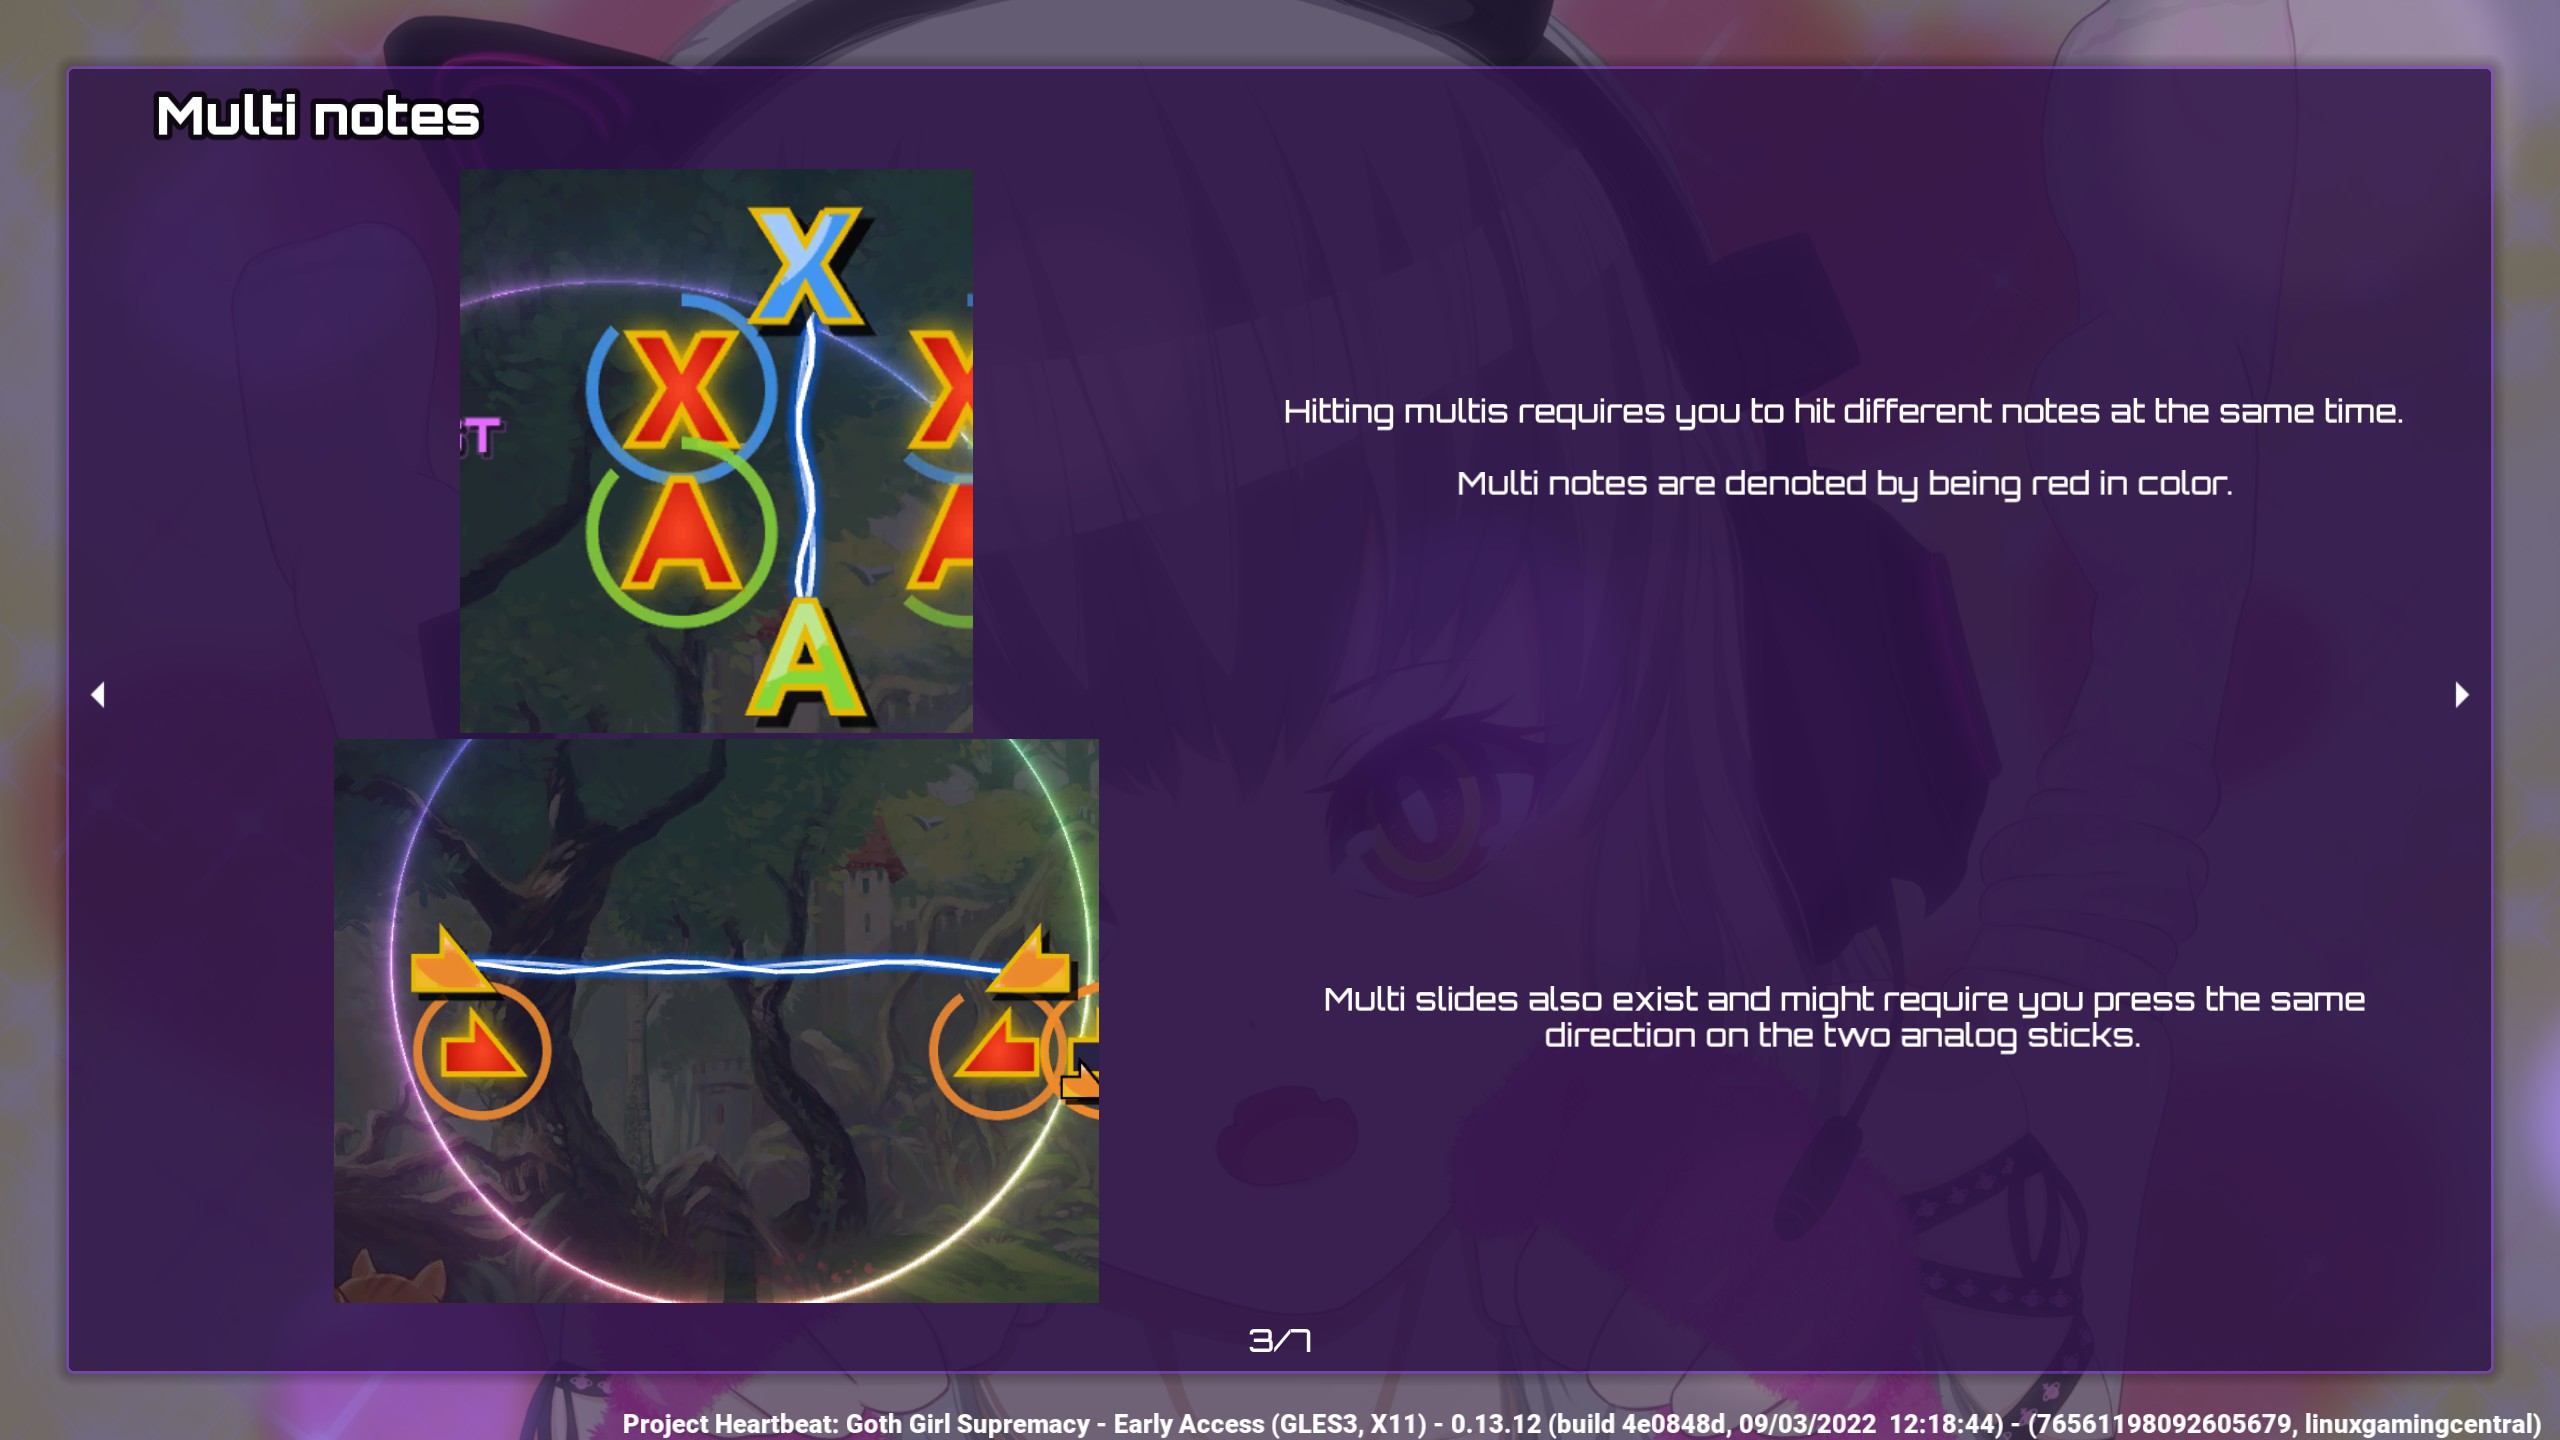 Multi notes
X
X
X
ST
A
A
A
Hitting multis requires you to hit different notes at the same time.
Multi notes are denoted by being red in color.
Multi slides also exist and might require you press the same
direction on the two analog sticks.
3/7
Project Heartbeat: Goth Girl Supremacy - Early Access (GLES3, X11) - 0.13.12 (build 4e0848d, 09/03/2022  12:18:44) - (76561198092605679, linuxgamingcentral)